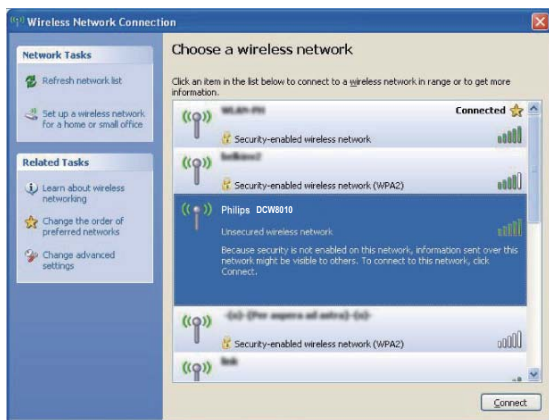 Wireless Network Connection
Network Tasks
Refresh network list
Set up a wireless network
for a home or small office
Related Tasks
Learn about wireless
networking
Change the order of
preferred networks
Change advanced
settings
Choose a wireless network
Click an item in the list below to connect to a wireless network in range or to get more
information.
Connected
Security-enabled wireless network
Security-enabled wireless network (WPA2)
Philips DCW8010
Unsecured wireless network
Because security is not enabled on this network, information sent over this
network might be visible to others. To connect to this network, click
Connect.
Security-enabled wireless network (WPA2)
Connect